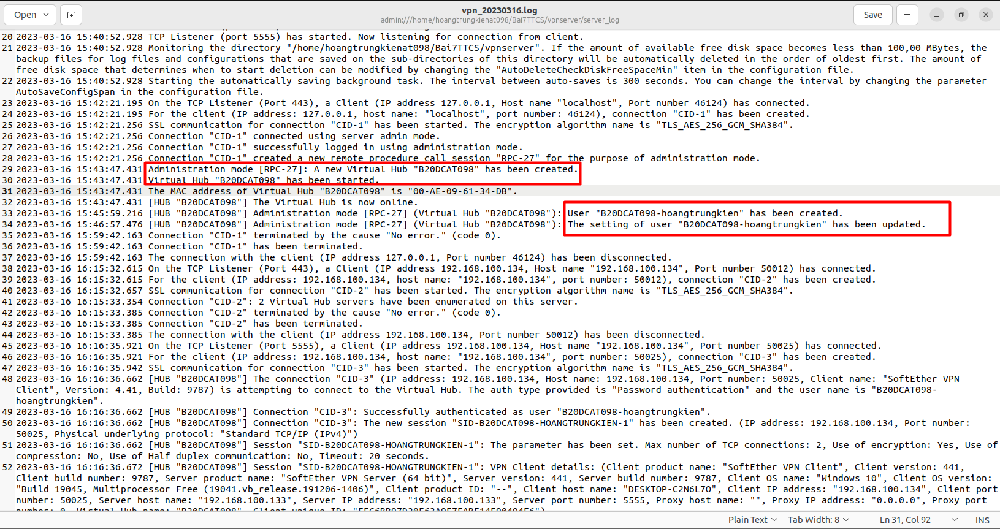 Open
vpn_20230316.log
admin:///home/hoangtrungkienat098/Bai7TTCS/vpnserver/server_log
Save
20 2023-03-16 15:40:52.928 TCP Listener (port 5555) has started. Now listening for connection from client.
21 2023-03-16 15:40:52.928 Monitoring the directory "/home/hoangtrungkienat098/Bai7TTCS/vpnserver". If the amount of available free disk space becomes less than 100,00 MBytes, the
backup files for log files and configurations that are saved on the sub-directories of this directory will be automatically deleted in the order of oldest first. The amount of
free disk space that determines when to start deletion can be modified by changing the "AutoDeleteCheckDiskFreeSpaceMin" item in the configuration file.
22 2023-03-16 15:40:52.928 Starting the automatically saving background task. The interval between auto-saves is 300 seconds. You can change the interval by changing the parameter
AutoSaveConfigSpan in the configuration file.
23 2023-03-16 15:42:21.195 On the TCP Listener (Port 443), a Client (IP address 127.0.0.1, Host name "localhost", Port number 46124) has connected.
24 2023-03-16 15:42:21.195 For the client (IP address: 127.0.0.1, host name: "localhost", port number: 46124), connection "CID-1" has been created.
25 2023-03-16 15:42:21.256 SSL communication for connection "CID-1" has been started. The encryption algorithm name is "TLS_AES_256_GCM_SHA384".
26 2023-03-16 15:42:21.256 Connection "CID-1" connected using server admin mode.
27 2023-03-16 15:42:21.256 Connection "CID-1" successfully logged in using administration mode.
28 2023-03-16 15:42:21.256 Connection "CID-1" created a new remote procedure call session "RPC-27" for the purpose of administration mode.
29 2023-03-16 15:43:47.431 Administration mode [RPC-27]: A new Virtual Hub "B20DCAT098" has been created.
30 2023-03-16 15:43:47.431 Virtual Hub "B20DCAT098" has been started.
31 2023-03-16 15:43:47.431 The MAC address of Virtual Hub "B20DCAT098" is "00-AE-09-61-34-DB".
32 2023-03-16 15:43:47.431 [HUB "B20DCAT098"] The Virtual Hub is now online.
33 2023-03-16 15:45:59.216 [HUB "B20DCAT098"] Administration mode [RPC-27] (Virtual Hub "B20DCAT098"): User "B20DCAT098-hoangtrungkien" has been created.
34 2023-03-16 15:46:57.476 [HUB "B20DCAT098"] Administration mode [RPC-27] (Virtual Hub "B20DCAT098"): The setting of user "B20DCAT098-hoangtrungkien" has been updated.
35 2023-03-16 15:59:42.163 Connection "CID-1" terminated by the cause "No error." (code 0).
36 2023-03-16 15:59:42.163 Connection "CID-1" has been terminated.
37 2023-03-16 15:59:42.163 The connection with the client (IP address 127.0.0.1, Port number 46124) has been disconnected.
38 2023-03-16 16:15:32.615 On the TCP Listener (Port 443), a Client (IP address 192.168.100.134, Host name "192.168.100.134", Port number 50012) has connected.
39 2023-03-16 16:15:32.615 For the client (IP address: 192.168.100.134, host name: "192.168.100.134", port number: 50012), connection "CID-2" has been created.
40 2023-03-16 16:15:32.657 SSL communication for connection "CID-2" has been started. The encryption algorithm name is "TLS_AES_256_GCM_SHA384".
41 2023-03-16 16:15:33.354 Connection "CID-2": 2 Virtual Hub servers have been enumerated on this server.
42 2023-03-16 16:15:33.385 Connection "CID-2" terminated by the cause "No error." (code 0).
43 2023-03-16 16:15:33.385 Connection "CID-2" has been terminated.
44 2023-03-16 16:15:33.385 The connection with the client (IP address 192.168.100.134, Port number 50012) has been disconnected.
45 2023-03-16 16:16:35.921 On the TCP Listener (Port 5555), a Client (IP address 192.168.100.134, Host name "192.168.100.134", Port number 50025) has connected.
46 2023-03-16 16:16:35.921 For the client (IP address: 192.168.100.134, host name: "192.168.100.134", port number: 50025), connection "CID-3" has been created.
47 2023-03-16 16:16:35.942 SSL communication for connection "CID-3" has been started. The encryption algorithm name is "TLS_AES_256_GCM_SHA384".
48 2023-03-16 16:16:36.662 [HUB "B20DCAT098"] The connection "CID-3" (IP address: 192.168.100.134, Host name: 192.168.100.134, Port number: 50025, Client name: "SoftEther VPN
Client", Version: 4.41, Build: 9787) is attempting to connect to the Virtual Hub. The auth type provided is "Password authentication" and the user name is "B20DCAT098-
hoangtrungkien".
49 2023-03-16 16:16:36.662 [HUB "B20DCAT098"] Connection "CID-3": Successfully authenticated as user "B20DCAT098-hoangtrungkien".
50 2023-03-16 16:16:36.662 [HUB "B20DCAT098"] Connection "CID-3": The new session "SID-B20DCAT098-HOANGTRUNGKIEN-1" has been created. (IP address: 192.168.100.134, Port number:
50025, Physical underlying protocol: "Standard TCP/IP (IPv4)")
51 2023-03-16 16:16:36.662 [HUB "B20DCAT098"] Session "SID-B20DCAT098-HOANGTRUNGKIEN-1": The parameter has been set. Max number of TCP connections: 2, Use of encryption: Yes, Use of
compression: No, Use of Half duplex communication: No, Timeout: 20 seconds.
52 2023-03-16 16:16:36.672 [HUB "B20DCAT098"] Session "SID-B20DCAT098-HOANGTRUNGKIEN-1": VPN Client details: (Client product name: "SoftEther VPN Client", Client version: 441,
Client build number: 9787, Server product name: "SoftEther VPN Server (64 bit)", Server version: 441, Server build number: 9787, Client OS name: "Windows 10", Client OS version:
"Build 19045, Multiprocessor Free (19041.vb_release.191206-1406)", Client product ID: "--", Client host name: "DESKTOP-C2N6L7O", Client IP address: "192.168.100.134", Client port
number: 50025, Server host name: "192.168.100.133", Server IP address: "192.168.100.133", Server port number: 5555, Proxy host name: "", Proxy IP address: "0.0.0.0", Proxy port
number: 0, Virtual Hub name: "B20DCAT098", Client unique ID:
Plain Text Tab Width: 8 Ln 31, Col 92 INS